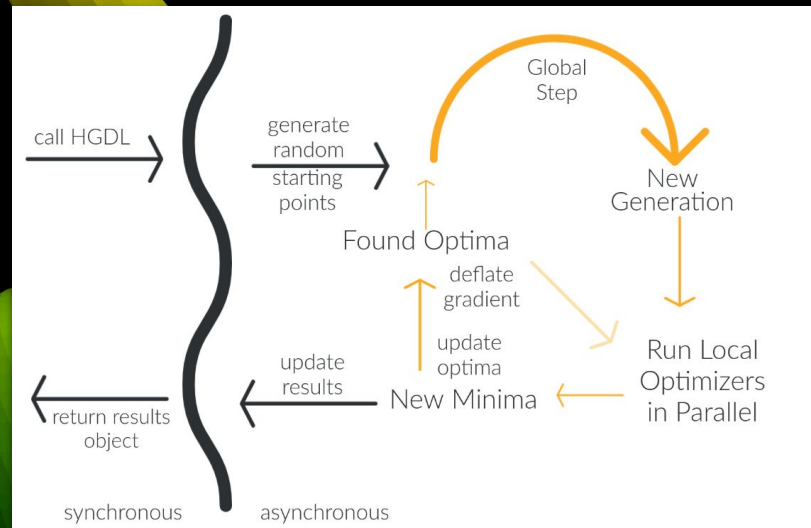 Global
Step
call HGDL
generate
random
starting
points
New
Generation
Found Optima
deflate
gradient
update
optima
Run Local
Optimizers
in Parallel
update
results
New Minima
return results
object
synchronous
asynchronous